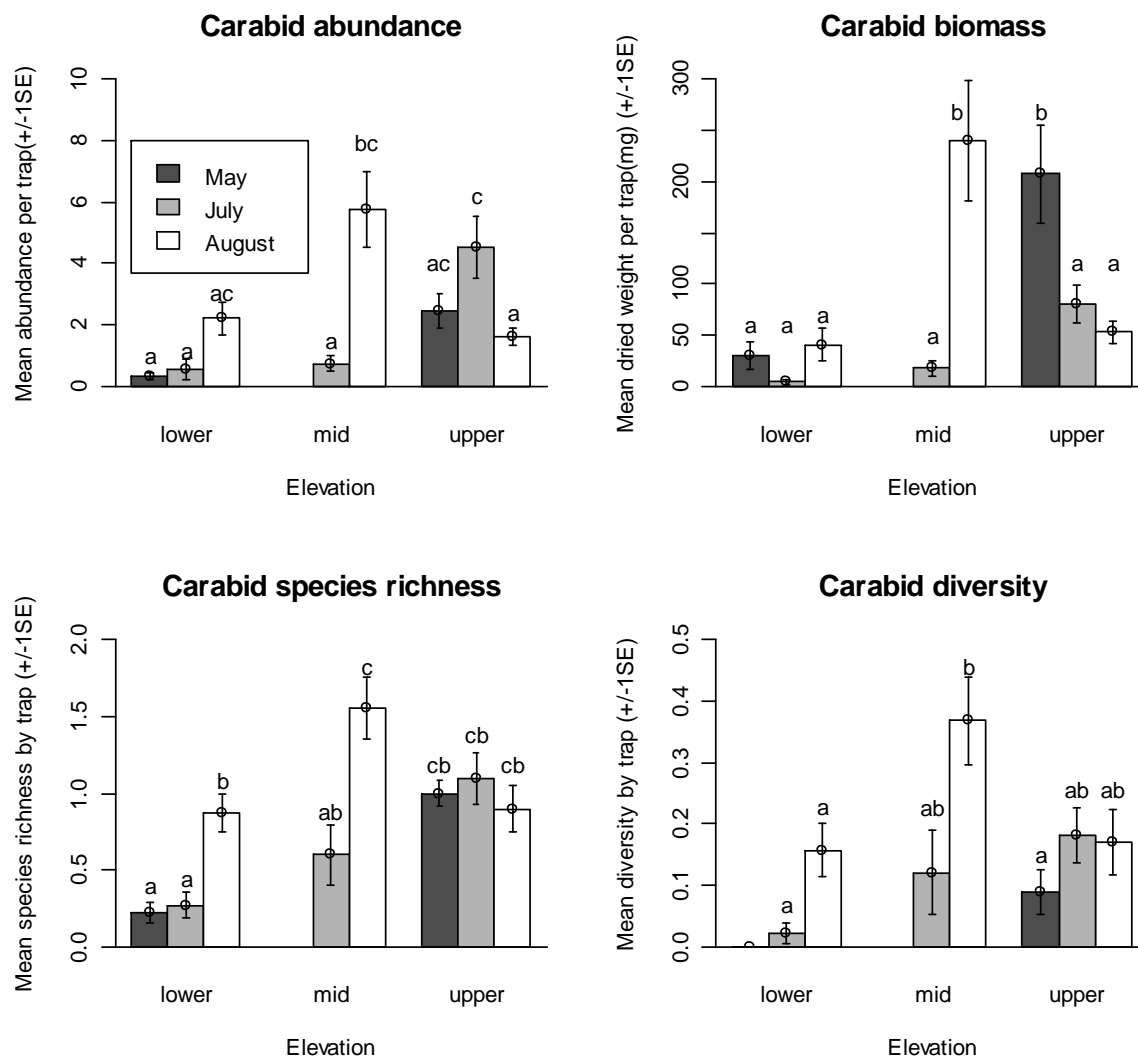 Carabid abundance
Mean abundance per trap(+/-1SE)
10
8
6
4
2
0
May
July
August
a
a
ac
a
bc
ac
c
a
lower
mid
upper
Elevation
Carabid biomass
Mean dried weight per trap(mg) (+/-1SE)
300
200
100
50
0
a
a
a
a
b
b
a
a
lower
mid
upper
Elevation
Carabid species richness
Mean species richness by trap (+/-1SE)
2.0
1.5
1.0
0.5
0.0
a
a
b
ab
c
cb
cb
cb
lower
mid
upper
Elevation
Carabid diversity
Mean diversity by trap (+/-1SE)
0.5
0.4
0.3
0.2
0.1
0.0
a
a
ab
b
a
ab
ab
lower
mid
upper
Elevation